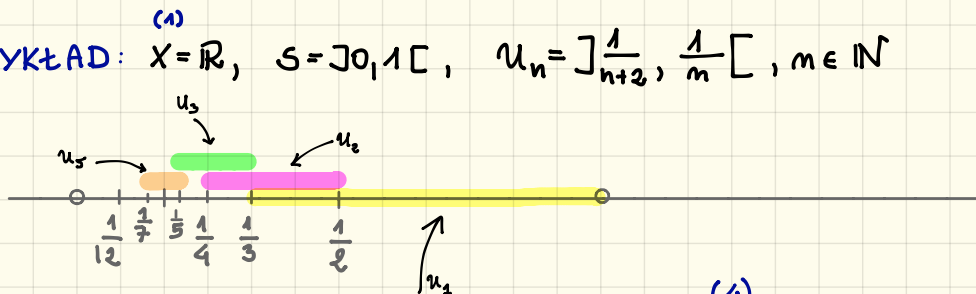 (1)
УКłAD: X = ℝ, S = ]0,1[, Uₙ = ]1/(n+2), 1/n[, n ∈ ℕ
U₃
U₅ U₂
1/12 1/7 1/5 1/4 1/3 1/2
U₁